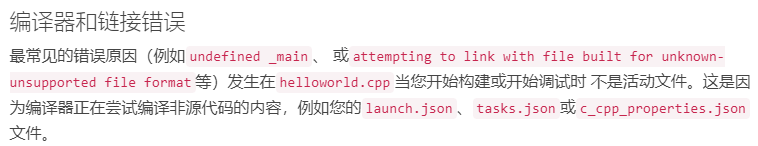 编译器和链接错误
最常见的错误原因（例如 undefined _main 、 或 attempting to link with file built for unknown-
unsupported file format 等）发生在 helloworld.cpp 当您开始构建或开始调试时 不是活动文件。这是因
为编译器正在尝试编译非源代码的内容，例如您的 launch.json 、 tasks.json 或 c_cpp_properties.json
文件。